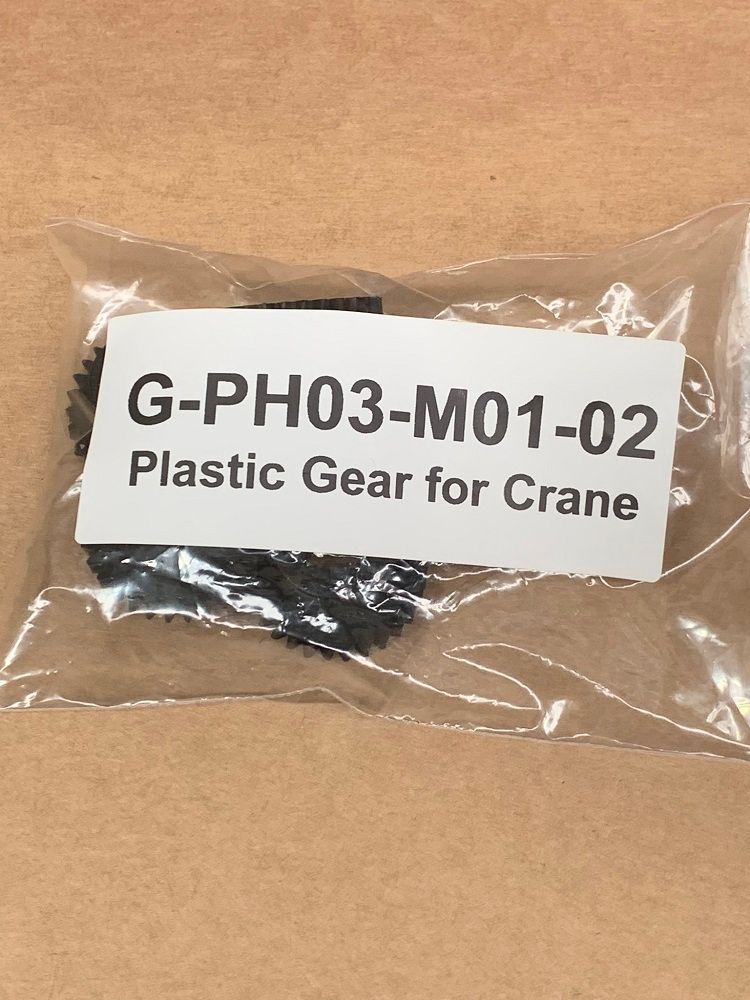 G-PH03-M01-02
Plastic Gear for Crane